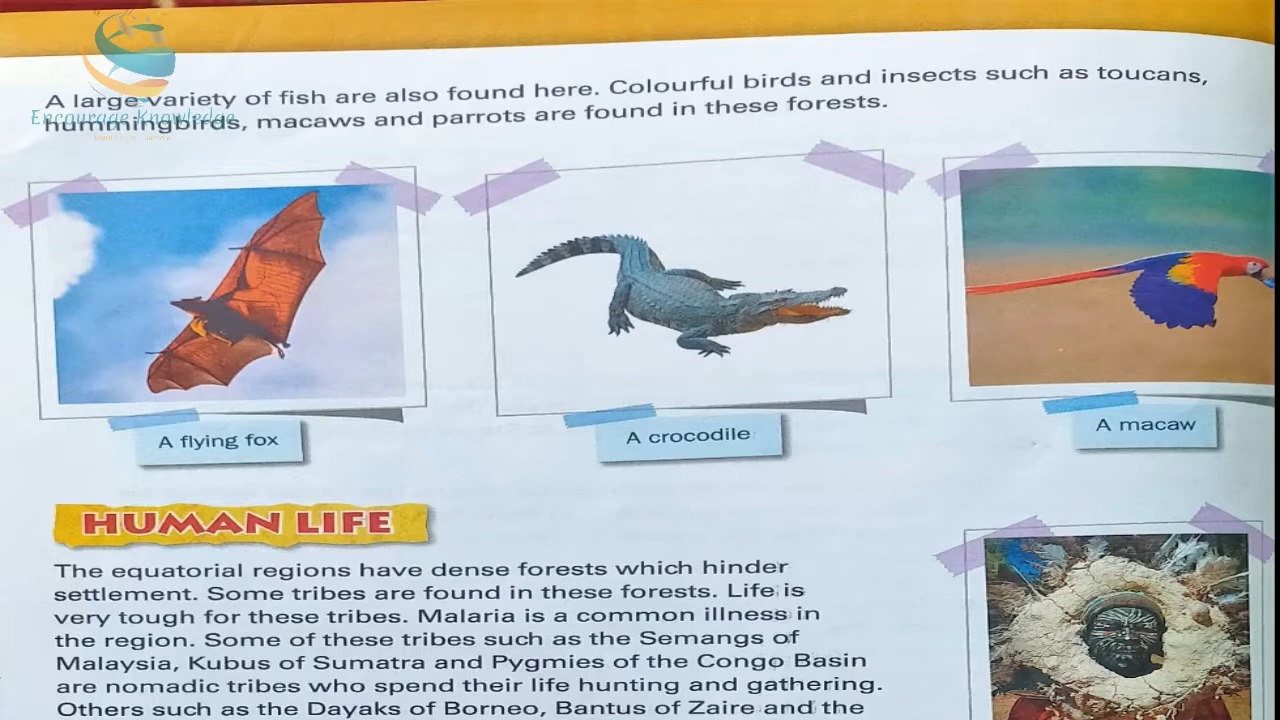 A large variety of fish are also found here. Colourful birds and insects such as toucans,
hummingbirds, macaws and parrots are found in these forests.
Encourage Knowledge
A flying fox
A crocodile
A macaw
HUMAN LIFE
The equatorial regions have dense forests which hinder
settlement. Some tribes are found in these forests. Life is
very tough for these tribes. Malaria is a common illness in
the region. Some of these tribes such as the Semangs of
Malaysia, Kubus of Sumatra and Pygmies of the Congo Basin
are nomadic tribes who spend their life hunting and gathering.
Others such as the Dayaks of Borneo, Bantus of Zaire and the